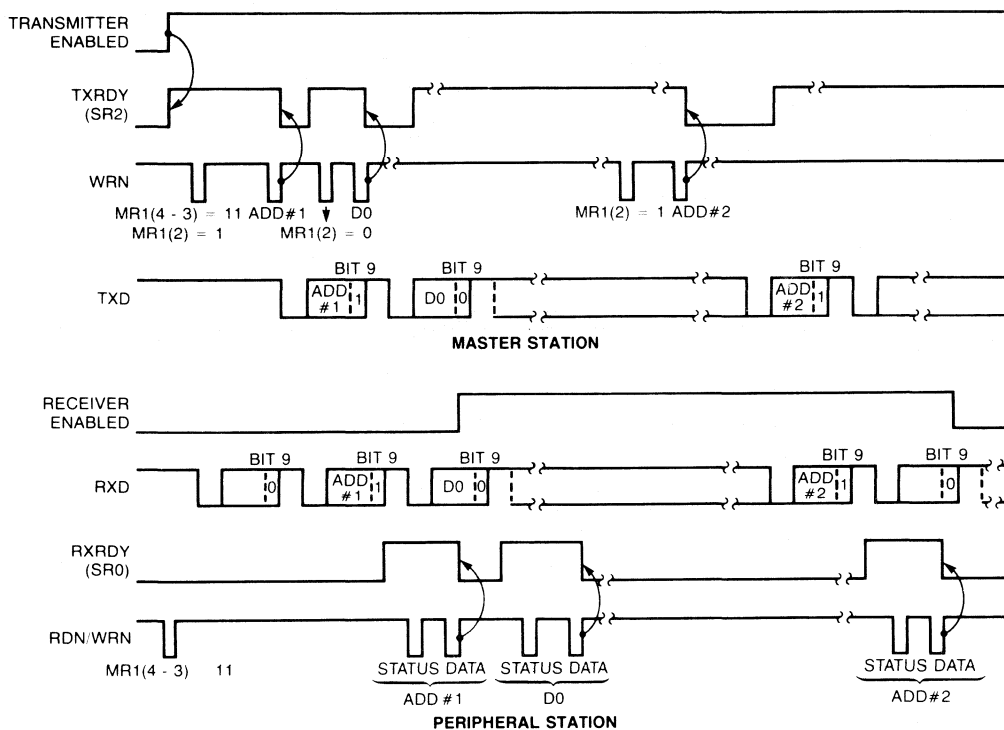 TRANSMITTER
ENABLED
TXRDY
(SR2)
WRN
MR1(4 - 3) = 11 ADD#1 D0 MR1(2) = 1 ADD#2
MR1(2) = 1 MR1(2) = 0
BIT 9 BIT 9 BIT 9
TXD
ADD
#1 1
D0 0
ADD
#2 1
MASTER STATION
RECEIVER
ENABLED
BIT 9 BIT 9 BIT 9 BIT 9 BIT 9
RXD
0
ADD
#1 1
D0 0
ADD
#2 1
0
RXRDY
(SR0)
RDN/WRN
MR1(4 - 3) 11 STATUS DATA STATUS DATA STATUS DATA
ADD #1 D0 ADD#2
PERIPHERAL STATION